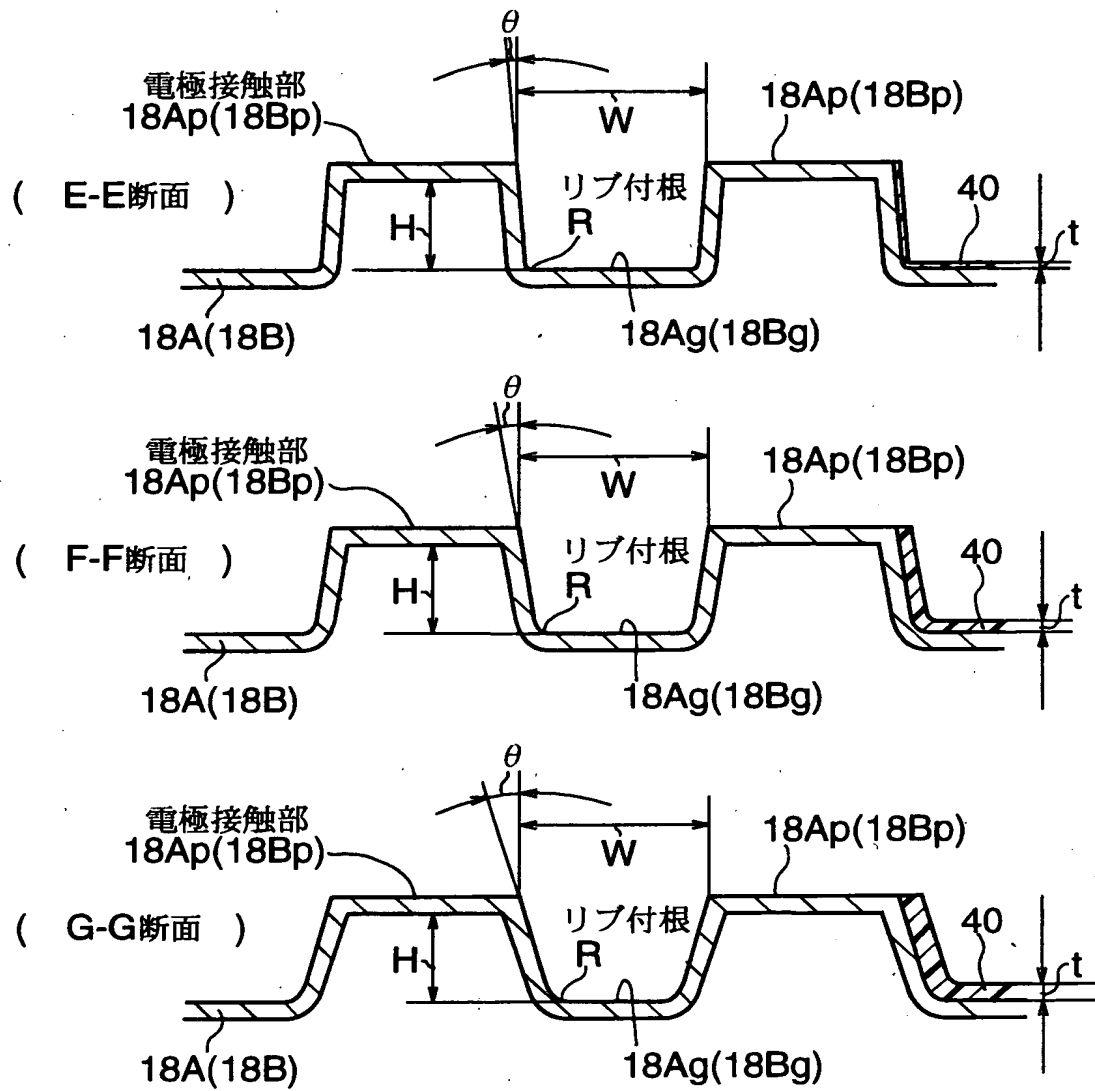 θ
電極接触部
18Ap(18Bp)
W
18Ap(18Bp)
( E-E断面 )
H
リブ付根
R
40
t
18A(18B)
18Ag(18Bg)
θ
電極接触部
18Ap(18Bp)
W
18Ap(18Bp)
( F-F断面 )
H
リブ付根
R
40
t
18A(18B)
18Ag(18Bg)
θ
電極接触部
18Ap(18Bp)
W
18Ap(18Bp)
( G-G断面 )
H
リブ付根
R
40
t
18A(18B)
18Ag(18Bg)